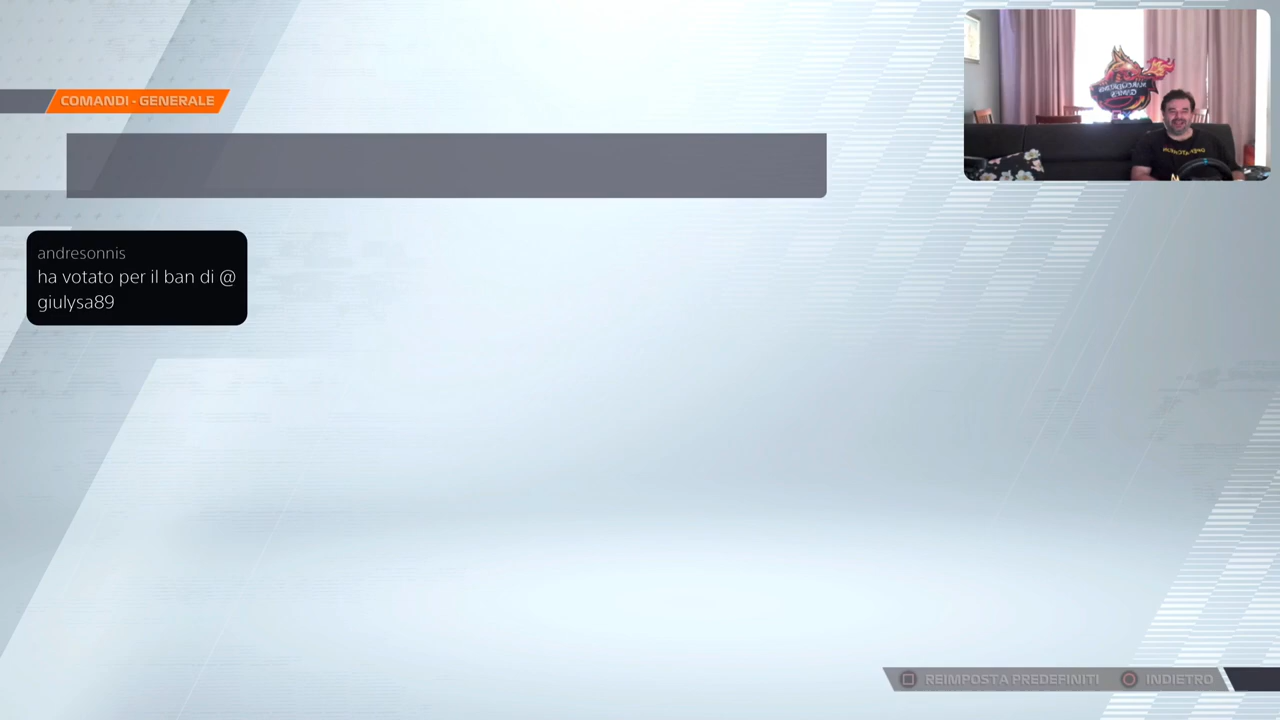 COMANDI - GENERALE
andresonnis
ha votato per il ban di @
giulysa89
REIMPOSTA PREDEFINITI
INDIETRO